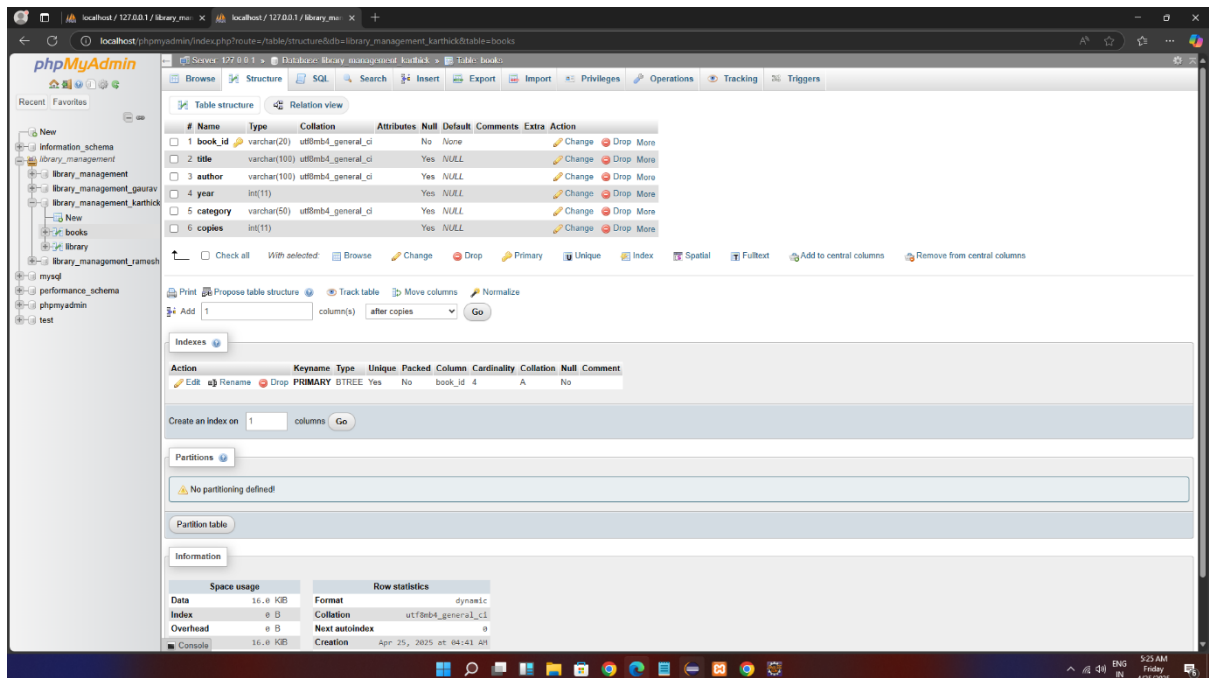 localhost / 127.0.0.1 / library_man
localhost / 127.0.0.1 / library_man
localhost/phpmyadmin/index.php?route=/table/structure&db=library_management_karthick&table=books
phpMyAdmin
Recent Favorites
New
information_schema
library_management
library_management
library_management_gaurav
library_management_karthick
New
books
library
library_management_ramesh
mysql
performance_schema
phpmyadmin
test
Server: 127.0.0.1 » Database: library_management_karthick » Table: books
Browse Structure SQL Search Insert Export Import Privileges Operations Tracking Triggers
Table structure Relation view
# Name Type Collation Attributes Null Default Comments Extra Action
1 book_id varchar(20) utf8mb4_general_ci No None Change Drop More
2 title varchar(100) utf8mb4_general_ci Yes NULL Change Drop More
3 author varchar(100) utf8mb4_general_ci Yes NULL Change Drop More
4 year int(11) Yes NULL Change Drop More
5 category varchar(50) utf8mb4_general_ci Yes NULL Change Drop More
6 copies int(11) Yes NULL Change Drop More
Check all With selected: Browse Change Drop Primary Unique Index Spatial Fulltext Add to central columns Remove from central columns
Print Propose table structure Track table Move columns Normalize
Add 1 column(s) after copies Go
Indexes
Action Keyname Type Unique Packed Column Cardinality Collation Null Comment
Edit Rename Drop PRIMARY BTREE Yes No book_id 4 A No
Create an index on 1 columns Go
Partitions
No partitioning defined!
Partition table
Information
Space usage
Data 16.0 KiB
Index 0 B
Overhead 0 B
16.0 KiB
Row statistics
Format dynamic
Collation utf8mb4_general_ci
Next autoindex 0
Creation Apr 25, 2025 at 04:41 AM
Console
ENG
IN
5:25 AM
Friday
4/25/2025